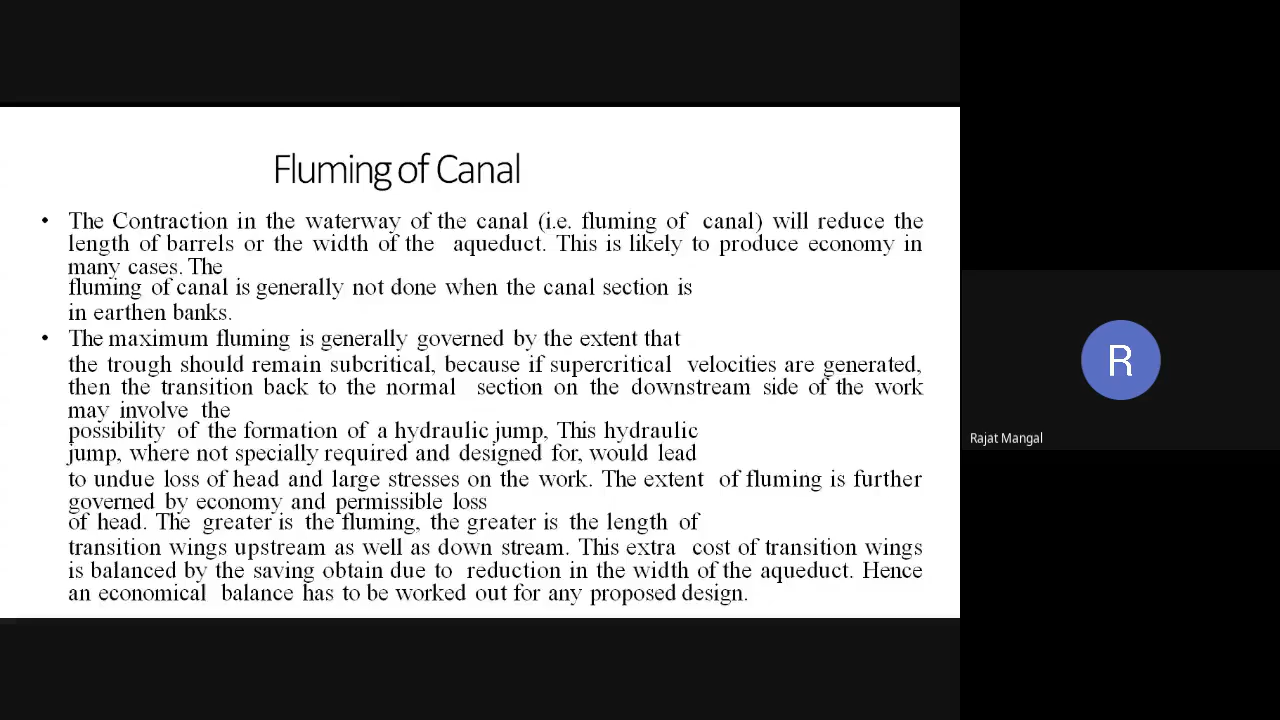 Fluming of Canal
• The Contraction in the waterway of the canal (i.e. fluming of canal) will reduce the
length of barrels or the width of the aqueduct. This is likely to produce economy in
many cases. The
fluming of canal is generally not done when the canal section is
in earthen banks.
• The maximum fluming is generally governed by the extent that
the trough should remain subcritical, because if supercritical velocities are generated,
then the transition back to the normal section on the downstream side of the work
may involve the
possibility of the formation of a hydraulic jump, This hydraulic
jump, where not specially required and designed for, would lead
to undue loss of head and large stresses on the work. The extent of fluming is further
governed by economy and permissible loss
of head. The greater is the fluming, the greater is the length of
transition wings upstream as well as down stream. This extra cost of transition wings
is balanced by the saving obtain due to reduction in the width of the aqueduct. Hence
an economical balance has to be worked out for any proposed design.
R
Rajat Mangal